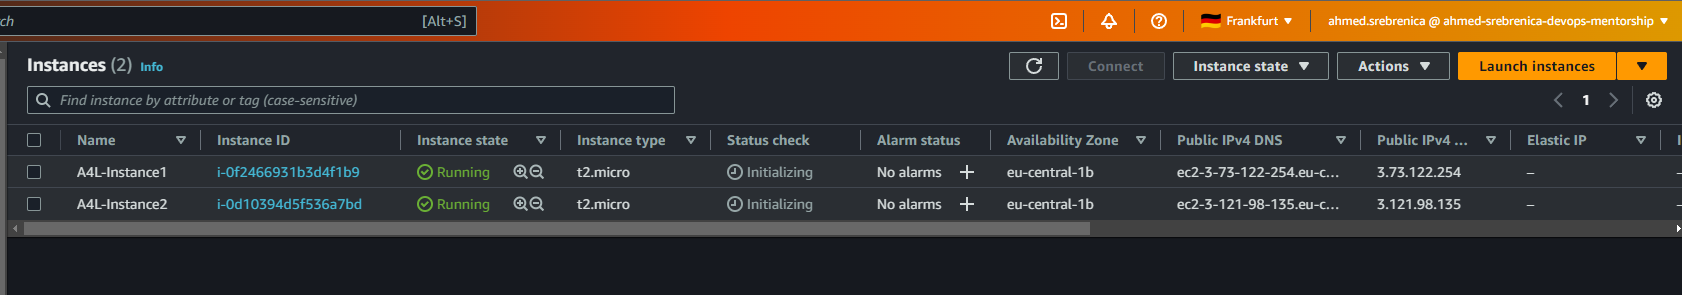 rch [Alt+S] Frankfurt ▼ ahmed.srebrenica @ ahmed-srebrenica-devops-mentorship ▼
Instances (2) Info Connect Instance state ▼ Actions ▼ Launch instances ▼
Find instance by attribute or tag (case-sensitive) 1
Name Instance ID Instance state Instance type Status check Alarm status Availability Zone Public IPv4 DNS Public IPv4 ... Elastic IP
A4L-Instance1 i-0f2466931b3d4f1b9 Running t2.micro Initializing No alarms + eu-central-1b ec2-3-73-122-254.eu-c... 3.73.122.254 –
A4L-Instance2 i-0d10394d5f536a7bd Running t2.micro Initializing No alarms + eu-central-1b ec2-3-121-98-135.eu-c... 3.121.98.135 –